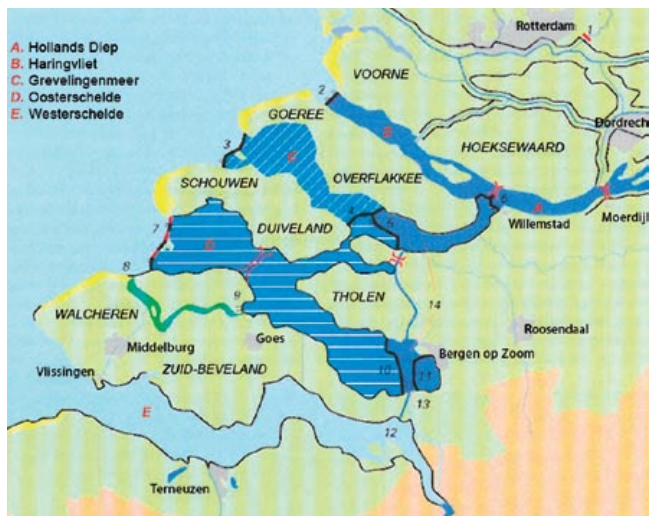 A. Hollands Diep
B. Haringvliet
C. Grevelingenmeer
D. Oosterschelde
E. Westerschelde
Rotterdam
1
VOORNE
2
GOEREE
Dordrech
3
B
HOEKSEWAARD
C
SCHOUWEN
OVERFLAKKEE
6
A
Willemstad
Moerdijk
4
5
7
D
DUIVELAND
8
9
THOLEN
14
WALCHEREN
Roosendaal
Middelburg
Goes
Bergen op Zoom
Vlissingen
ZUID-BEVELAND
10
11
13
E
12
Terneuzen